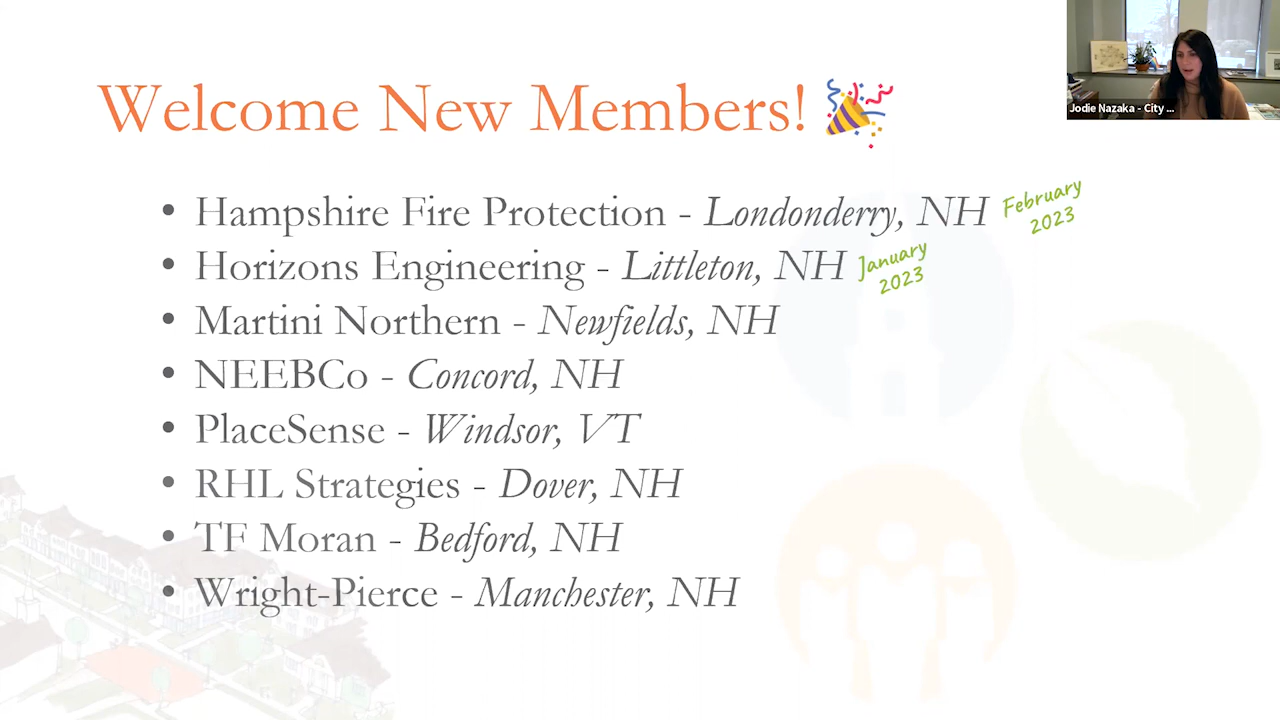 Welcome New Members!
• Hampshire Fire Protection - Londonderry, NH February 2023
• Horizons Engineering - Littleton, NH January 2023
• Martini Northern - Newfields, NH
• NEEBCo - Concord, NH
• PlaceSense - Windsor, VT
• RHL Strategies - Dover, NH
• TF Moran - Bedford, NH
• Wright-Pierce - Manchester, NH
Jodie Nazaka - City ...